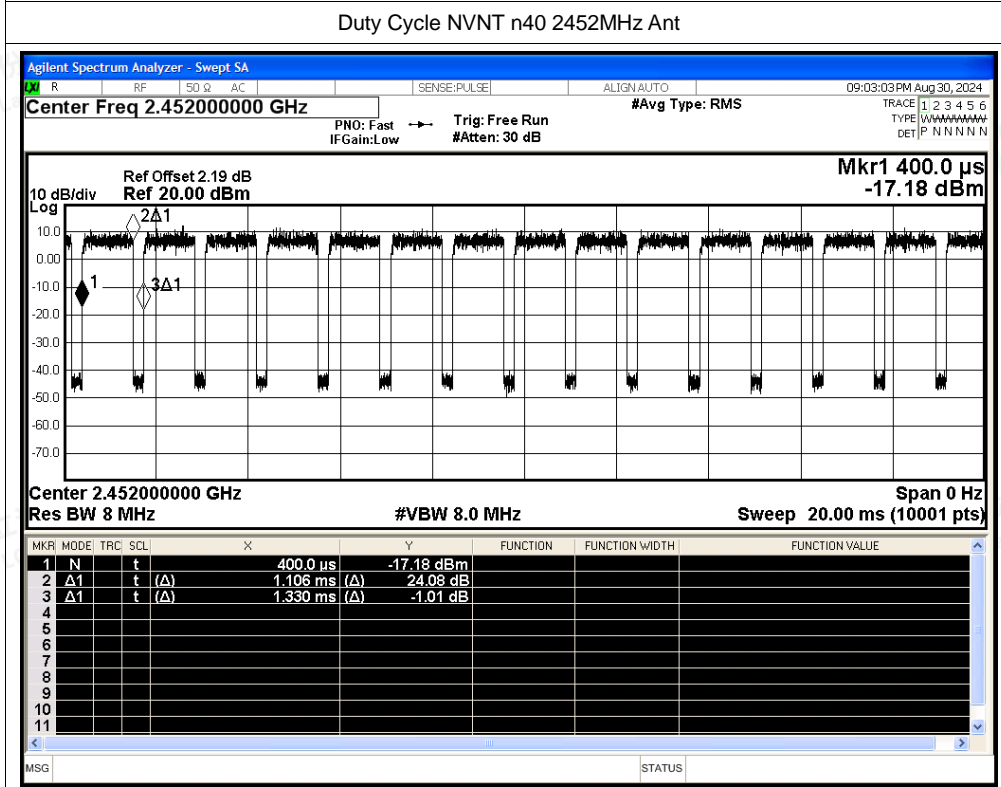 Duty Cycle NVNT n40 2452MHz Ant
Agilent Spectrum Analyzer - Swept SA
LXI R RF 50 Ω AC SENSE:PULSE ALIGN AUTO 09:03:03 PM Aug 30, 2024
Center Freq 2.452000000 GHz #Avg Type: RMS TRACE 1 2 3 4 5 6
PNO: Fast Trig: Free Run TYPE WWWWWW
IFGain:Low #Atten: 30 dB DET P N N N N N
Mkr1 400.0 µs
Ref Offset 2.19 dB
10 dB/div Ref 20.00 dBm -17.18 dBm
Log
2Δ1
10.0
0.00
-10.0 1 3Δ1
-20.0
-30.0
-40.0
-50.0
-60.0
-70.0
Center 2.452000000 GHz Span 0 Hz
Res BW 8 MHz #VBW 8.0 MHz Sweep 20.00 ms (10001 pts)
MKR MODE TRC SCL X Y FUNCTION FUNCTION WIDTH FUNCTION VALUE
1 N t 400.0 µs -17.18 dBm
2 Δ1 t (Δ) 1.106 ms (Δ) 24.08 dB
3 Δ1 t (Δ) 1.330 ms (Δ) -1.01 dB
4
5
6
7
8
9
10
11
MSG STATUS